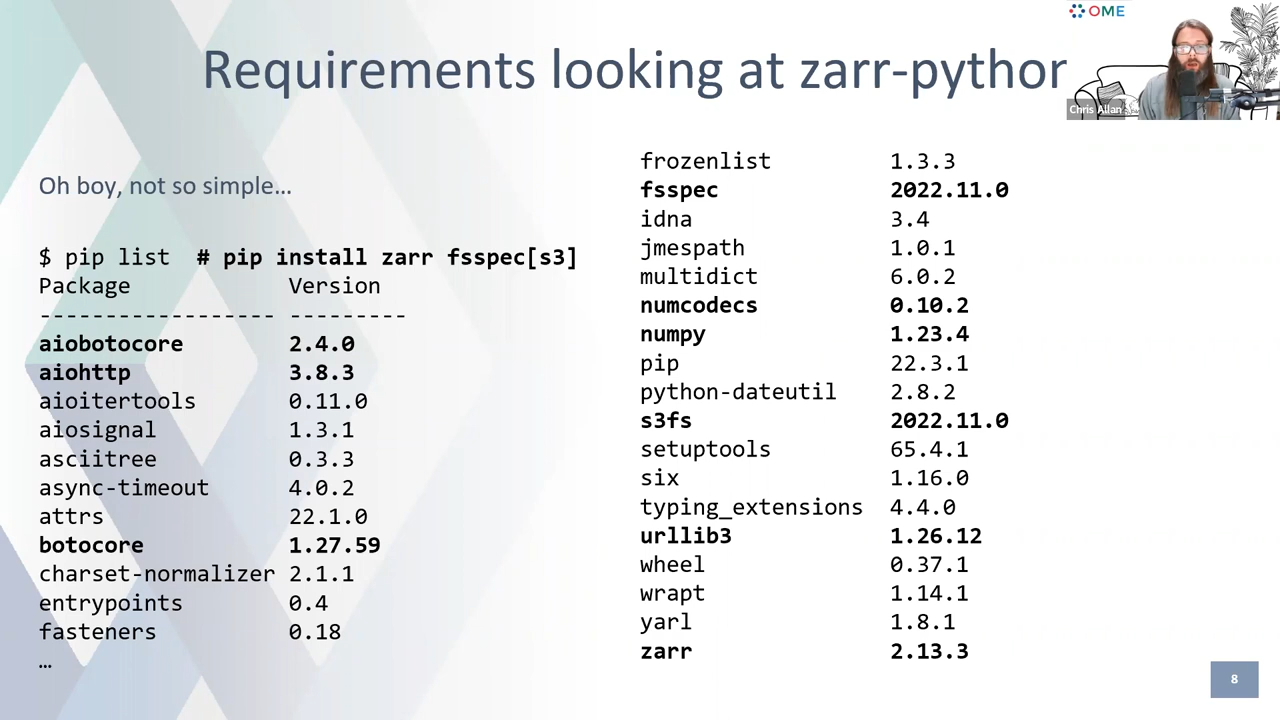 OME
Requirements looking at zarr-pythor
Chris Allan
Oh boy, not so simple…
$ pip list  # pip install zarr fsspec[s3]
Package            Version
------------------ ---------
aiobotocore        2.4.0
aiohttp            3.8.3
aioitertools       0.11.0
aiosignal          1.3.1
asciitree          0.3.3
async-timeout      4.0.2
attrs              22.1.0
botocore           1.27.59
charset-normalizer 2.1.1
entrypoints        0.4
fasteners          0.18
…
frozenlist         1.3.3
fsspec             2022.11.0
idna               3.4
jmespath           1.0.1
multidict          6.0.2
numcodecs          0.10.2
numpy              1.23.4
pip                22.3.1
python-dateutil    2.8.2
s3fs               2022.11.0
setuptools         65.4.1
six                1.16.0
typing_extensions  4.4.0
urllib3            1.26.12
wheel              0.37.1
wrapt              1.14.1
yarl               1.8.1
zarr               2.13.3
8